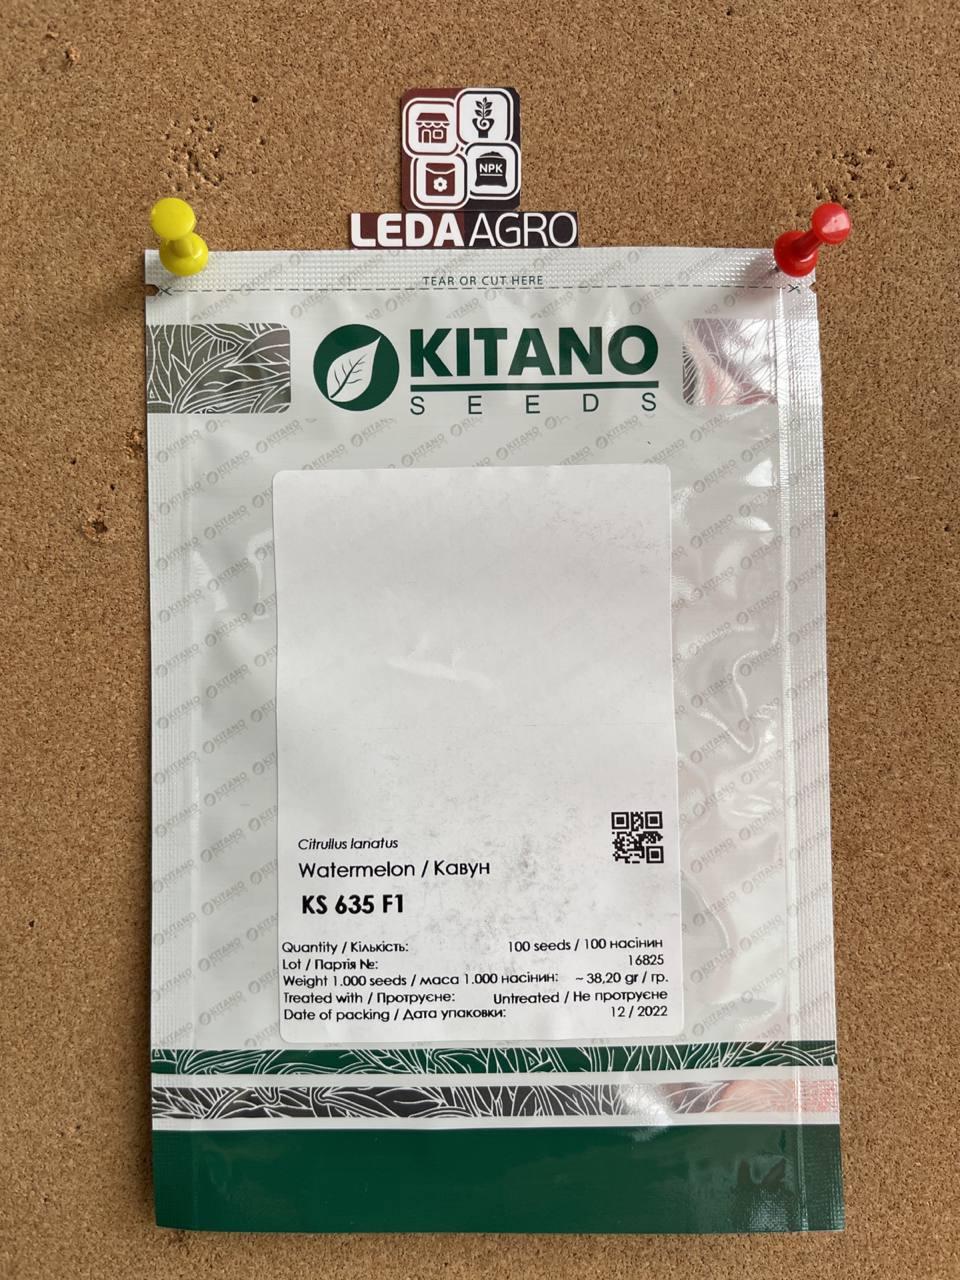 NPK
LEDA AGRO
TEAR OR CUT HERE
KITANO
SEEDS
Citrullus lanatus
Watermelon / Кавун
KS 635 F1
Quantity / Кількість: 100 seeds / 100 насінин
Lot / Партія №: 16825
Weight 1.000 seeds / маса 1.000 насінин: ~ 38,20 gr / гр.
Treated with / Протруєне: Untreated / Не протруєне
Date of packing / Дата упаковки: 12 / 2022